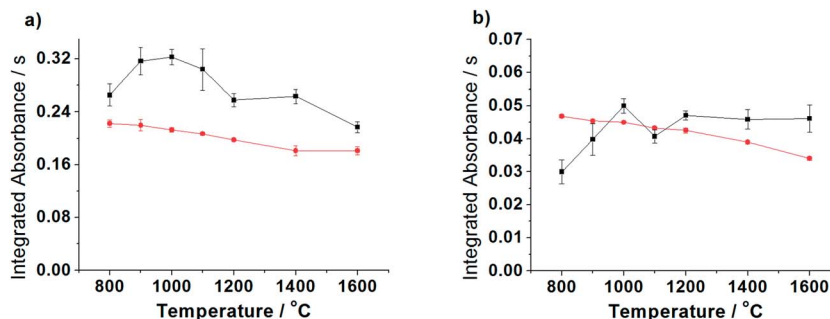 a)
Integrated Absorbance / s
0.32
0.24
0.16
0.08
0.00
800 1000 1200 1400 1600
Temperature / °C
b)
Integrated Absorbance / s
0.07
0.06
0.05
0.04
0.03
0.02
0.01
0.00
800 1000 1200 1400 1600
Temperature / °C